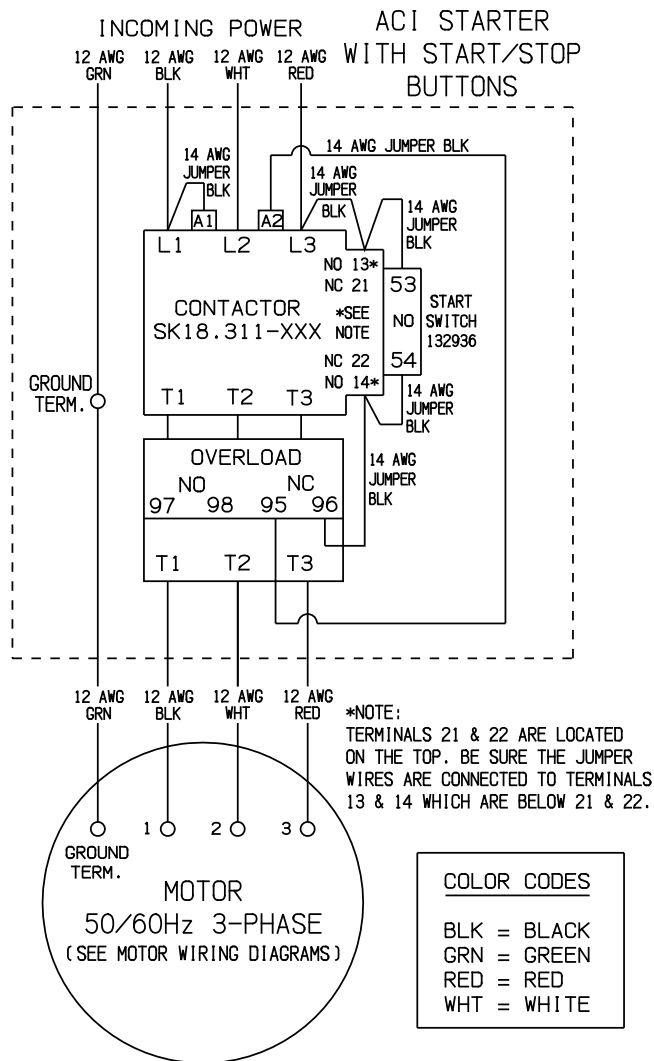 INCOMING POWER
ACI STARTER
WITH START/STOP
BUTTONS
12 AWG
GRN
12 AWG
BLK
12 AWG
WHT
12 AWG
RED
14 AWG
JUMPER
BLK
14 AWG JUMPER BLK
14 AWG
JUMPER
BLK
14 AWG
JUMPER
BLK
A1
A2
L1
L2
L3
NO 13*
NC 21
53
CONTACTOR
SK18.311-XXX
*SEE
NOTE
NO
START
SWITCH
132936
NC 22
NO 14*
54
GROUND
TERM.
T1
T2
T3
14 AWG
JUMPER
BLK
OVERLOAD
NO
NC
97
98
95
96
14 AWG
JUMPER
BLK
T1
T2
T3
12 AWG
GRN
12 AWG
BLK
12 AWG
WHT
12 AWG
RED
*NOTE:
TERMINALS 21 & 22 ARE LOCATED
ON THE TOP. BE SURE THE JUMPER
WIRES ARE CONNECTED TO TERMINALS
13 & 14 WHICH ARE BELOW 21 & 22.
1
2
3
GROUND
TERM.
MOTOR
50/60Hz 3-PHASE
(SEE MOTOR WIRING DIAGRAMS)
COLOR CODES
BLK = BLACK
GRN = GREEN
RED = RED
WHT = WHITE